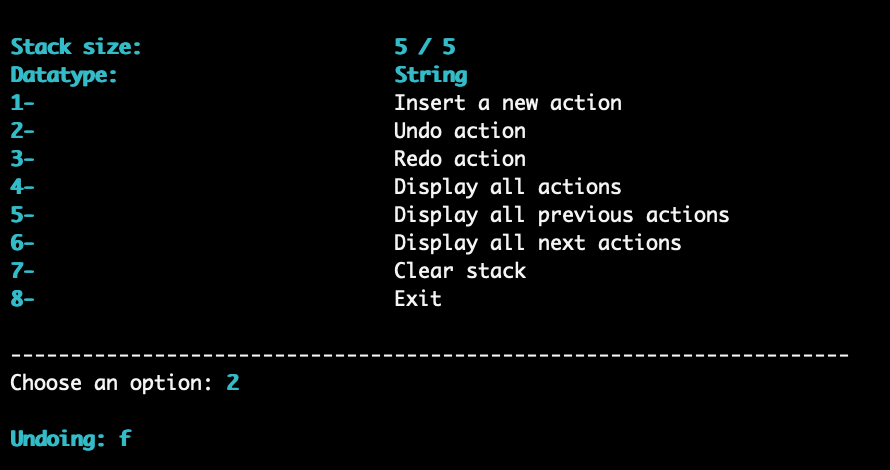 Stack size: 5 / 5
Datatype: String
1- Insert a new action
2- Undo action
3- Redo action
4- Display all actions
5- Display all previous actions
6- Display all next actions
7- Clear stack
8- Exit
----------------------------------------------------------------------
Choose an option: 2
Undoing: f